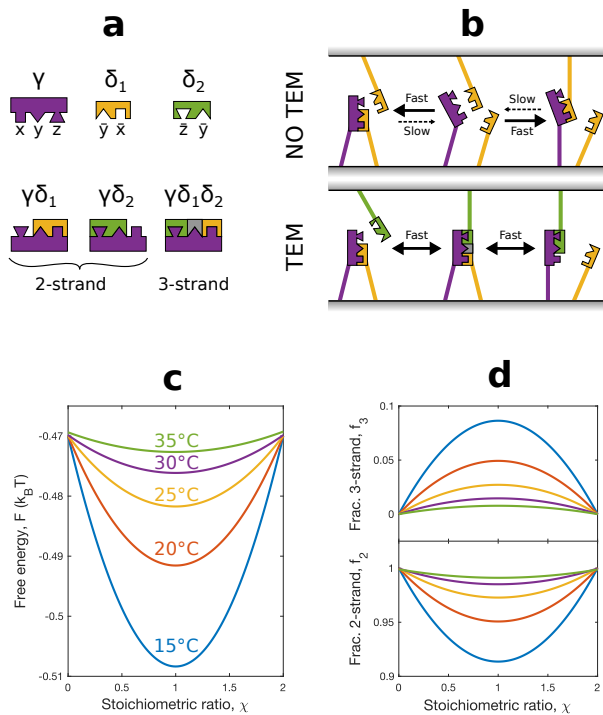 a
γ δ₁ δ₂
x y z ȳ x̄ z̄ ȳ
γδ₁ γδ₂ γδ₁δ₂
2-strand 3-strand
b
NO TEM
Fast
Slow
Slow
Fast
TEM
Fast
Fast
c
Free energy, F (k_BT)
-0.47
-0.48
-0.49
-0.5
-0.51
35°C
30°C
25°C
20°C
15°C
0 0.5 1 1.5 2
Stoichiometric ratio, χ
d
Frac. 3-strand, f₃
0.1
0.05
0
Frac. 2-strand, f₂
1
0.95
0.9
0 0.5 1 1.5 2
Stoichiometric ratio, χ